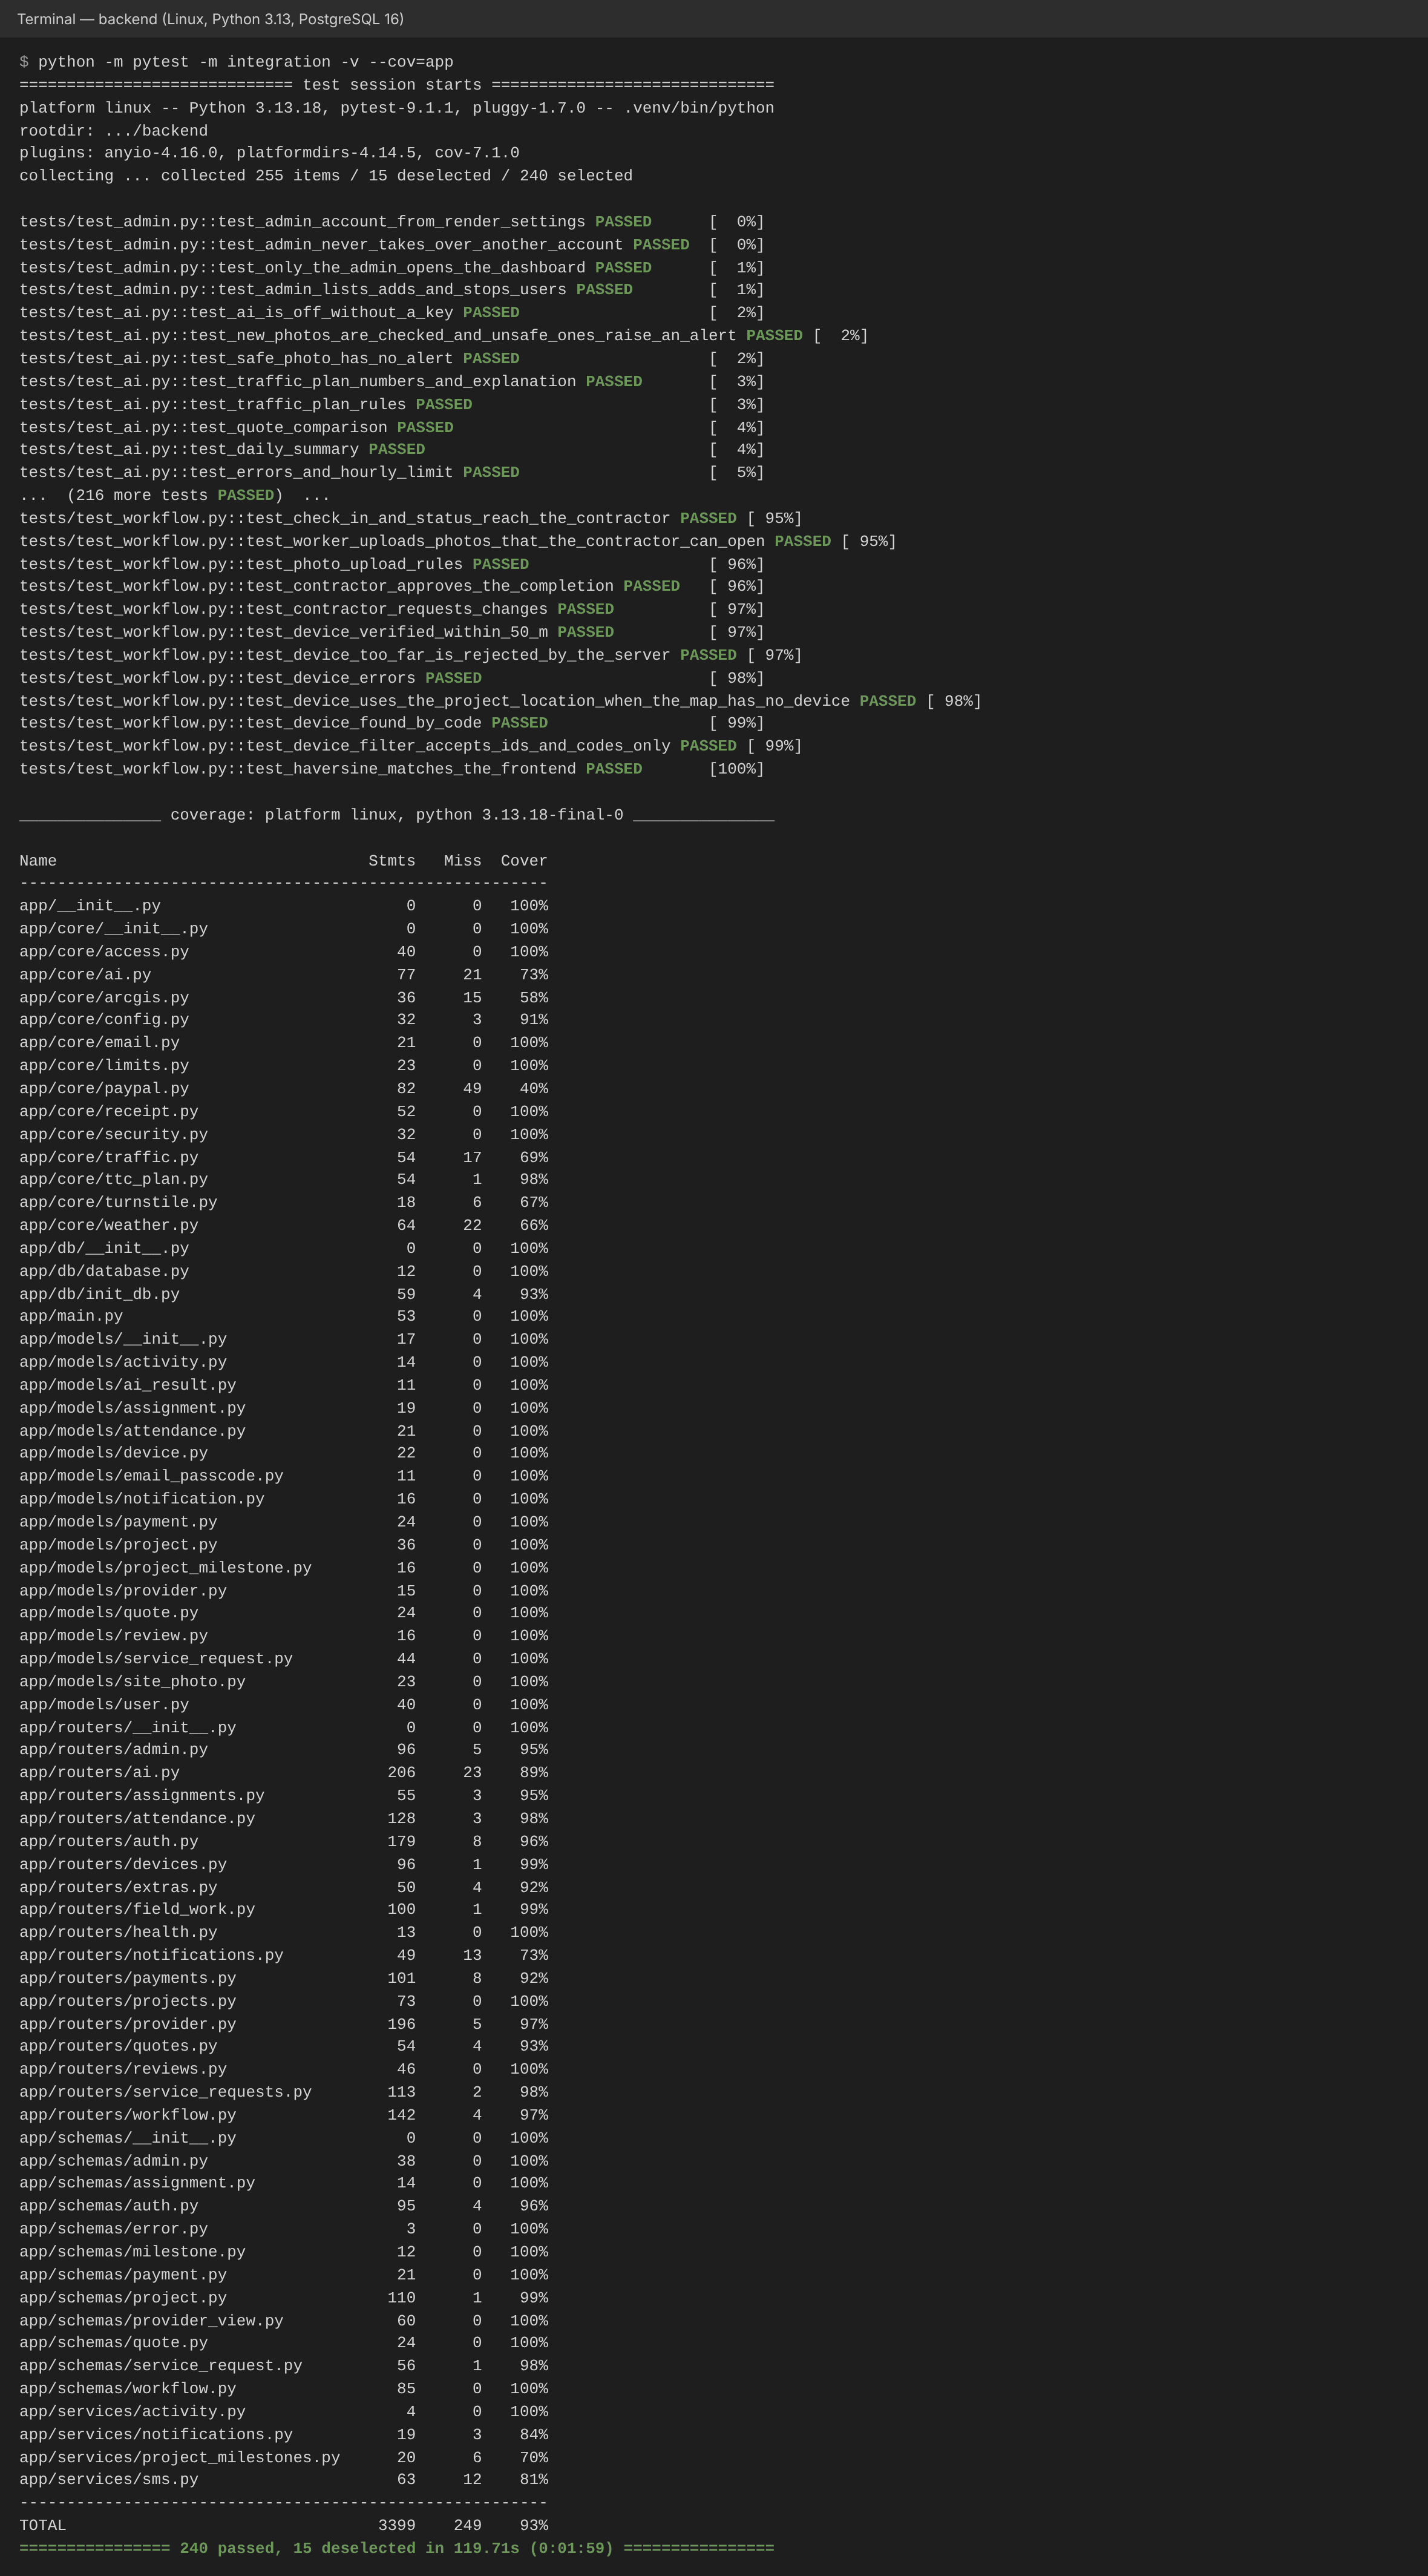 Terminal — backend (Linux, Python 3.13, PostgreSQL 16)
$ python -m pytest -m integration -v --cov=app
============================= test session starts ==============================
platform linux -- Python 3.13.18, pytest-9.1.1, pluggy-1.7.0 -- .venv/bin/python
rootdir: .../backend
plugins: anyio-4.16.0, platformdirs-4.14.5, cov-7.1.0
collecting ... collected 255 items / 15 deselected / 240 selected
tests/test_admin.py::test_admin_account_from_render_settings PASSED      [  0%]
tests/test_admin.py::test_admin_never_takes_over_another_account PASSED  [  0%]
tests/test_admin.py::test_only_the_admin_opens_the_dashboard PASSED      [  1%]
tests/test_admin.py::test_admin_lists_adds_and_stops_users PASSED        [  1%]
tests/test_ai.py::test_ai_is_off_without_a_key PASSED                    [  2%]
tests/test_ai.py::test_new_photos_are_checked_and_unsafe_ones_raise_an_alert PASSED [  2%]
tests/test_ai.py::test_safe_photo_has_no_alert PASSED                    [  2%]
tests/test_ai.py::test_traffic_plan_numbers_and_explanation PASSED       [  3%]
tests/test_ai.py::test_traffic_plan_rules PASSED                         [  3%]
tests/test_ai.py::test_quote_comparison PASSED                           [  4%]
tests/test_ai.py::test_daily_summary PASSED                              [  4%]
tests/test_ai.py::test_errors_and_hourly_limit PASSED                    [  5%]
...  (216 more tests PASSED)  ...
tests/test_workflow.py::test_check_in_and_status_reach_the_contractor PASSED [ 95%]
tests/test_workflow.py::test_worker_uploads_photos_that_the_contractor_can_open PASSED [ 95%]
tests/test_workflow.py::test_photo_upload_rules PASSED                   [ 96%]
tests/test_workflow.py::test_contractor_approves_the_completion PASSED   [ 96%]
tests/test_workflow.py::test_contractor_requests_changes PASSED          [ 97%]
tests/test_workflow.py::test_device_verified_within_50_m PASSED          [ 97%]
tests/test_workflow.py::test_device_too_far_is_rejected_by_the_server PASSED [ 97%]
tests/test_workflow.py::test_device_errors PASSED                        [ 98%]
tests/test_workflow.py::test_device_uses_the_project_location_when_the_map_has_no_device PASSED [ 98%]
tests/test_workflow.py::test_device_found_by_code PASSED                 [ 99%]
tests/test_workflow.py::test_device_filter_accepts_ids_and_codes_only PASSED [ 99%]
tests/test_workflow.py::test_haversine_matches_the_frontend PASSED       [100%]
_______________ coverage: platform linux, python 3.13.18-final-0 _______________
Name                                 Stmts   Miss  Cover
--------------------------------------------------------
app/__init__.py                          0      0   100%
app/core/__init__.py                     0      0   100%
app/core/access.py                      40      0   100%
app/core/ai.py                          77     21    73%
app/core/arcgis.py                      36     15    58%
app/core/config.py                      32      3    91%
app/core/email.py                       21      0   100%
app/core/limits.py                      23      0   100%
app/core/paypal.py                      82     49    40%
app/core/receipt.py                     52      0   100%
app/core/security.py                    32      0   100%
app/core/traffic.py                     54     17    69%
app/core/ttc_plan.py                    54      1    98%
app/core/turnstile.py                   18      6    67%
app/core/weather.py                     64     22    66%
app/db/__init__.py                       0      0   100%
app/db/database.py                      12      0   100%
app/db/init_db.py                       59      4    93%
app/main.py                             53      0   100%
app/models/__init__.py                  17      0   100%
app/models/activity.py                  14      0   100%
app/models/ai_result.py                 11      0   100%
app/models/assignment.py                19      0   100%
app/models/attendance.py                21      0   100%
app/models/device.py                    22      0   100%
app/models/email_passcode.py            11      0   100%
app/models/notification.py              16      0   100%
app/models/payment.py                   24      0   100%
app/models/project.py                   36      0   100%
app/models/project_milestone.py         16      0   100%
app/models/provider.py                  15      0   100%
app/models/quote.py                     24      0   100%
app/models/review.py                    16      0   100%
app/models/service_request.py           44      0   100%
app/models/site_photo.py                23      0   100%
app/models/user.py                      40      0   100%
app/routers/__init__.py                  0      0   100%
app/routers/admin.py                    96      5    95%
app/routers/ai.py                      206     23    89%
app/routers/assignments.py              55      3    95%
app/routers/attendance.py              128      3    98%
app/routers/auth.py                    179      8    96%
app/routers/devices.py                  96      1    99%
app/routers/extras.py                   50      4    92%
app/routers/field_work.py              100      1    99%
app/routers/health.py                   13      0   100%
app/routers/notifications.py            49     13    73%
app/routers/payments.py                101      8    92%
app/routers/projects.py                 73      0   100%
app/routers/provider.py                196      5    97%
app/routers/quotes.py                   54      4    93%
app/routers/reviews.py                  46      0   100%
app/routers/service_requests.py        113      2    98%
app/routers/workflow.py                142      4    97%
app/schemas/__init__.py                  0      0   100%
app/schemas/admin.py                    38      0   100%
app/schemas/assignment.py               14      0   100%
app/schemas/auth.py                     95      4    96%
app/schemas/error.py                     3      0   100%
app/schemas/milestone.py                12      0   100%
app/schemas/payment.py                  21      0   100%
app/schemas/project.py                 110      1    99%
app/schemas/provider_view.py            60      0   100%
app/schemas/quote.py                    24      0   100%
app/schemas/service_request.py          56      1    98%
app/schemas/workflow.py                 85      0   100%
app/services/activity.py                 4      0   100%
app/services/notifications.py           19      3    84%
app/services/project_milestones.py      20      6    70%
app/services/sms.py                     63     12    81%
--------------------------------------------------------
TOTAL                                 3399    249    93%
================ 240 passed, 15 deselected in 119.71s (0:01:59) ================